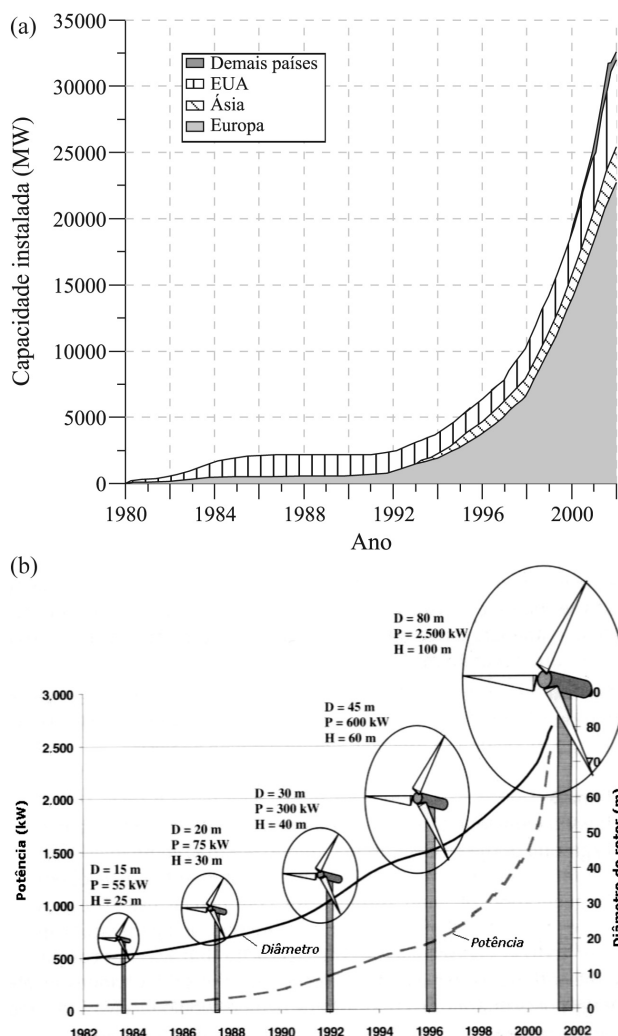 (a)
35000
30000
25000
20000
15000
10000
5000
0
Capacidade instalada (MW)
Demais países
EUA
Ásia
Europa
1980 1984 1988 1992 1996 2000
Ano
(b)
D = 80 m
P = 2.500 kW
H = 100 m
D = 45 m
P = 600 kW
H = 60 m
D = 30 m
P = 300 kW
H = 40 m
D = 20 m
P = 75 kW
H = 30 m
D = 15 m
P = 55 kW
H = 25 m
3.000
2.500
2.000
1.500
1.000
500
0
Potência (kW)
Diâmetro
Potência
90
80
70
60
50
40
30
20
10
0
Diâmetro do rotor (m)
1982 1984 1986 1988 1990 1992 1994 1996 1998 2000 2002